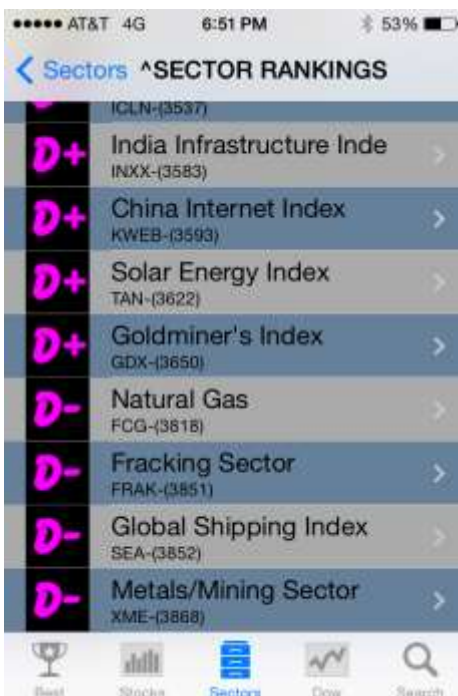 AT&T 4G 6:51 PM 53%
Sectors ^SECTOR RANKINGS
ICLN-(3537)
D+ India Infrastructure Inde
INXX-(3583)
D+ China Internet Index
KWEB-(3593)
D+ Solar Energy Index
TAN-(3622)
D+ Goldminer's Index
GDX-(3650)
D- Natural Gas
FCG-(3818)
D- Fracking Sector
FRAK-(3851)
D- Global Shipping Index
SEA-(3852)
D- Metals/Mining Sector
XME-(3868)
Best Stocks Sectors Dow Search